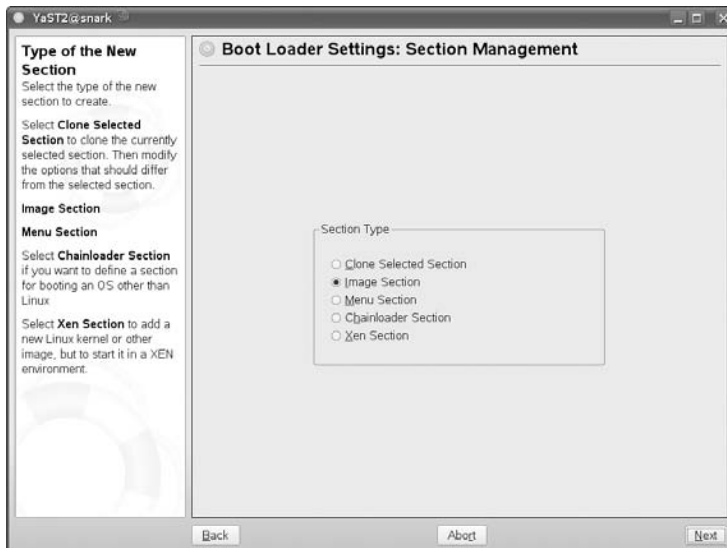 YaST2@snark
Type of the New
Section
Select the type of the new
section to create.
Select Clone Selected
Section to clone the currently
selected section. Then modify
the options that should differ
from the selected section.
Image Section
Menu Section
Select Chainloader Section
if you want to define a section
for booting an OS other than
Linux
Select Xen Section to add a
new Linux kernel or other
image, but to start it in a XEN
environment.
Boot Loader Settings: Section Management
Section Type
Clone Selected Section
Image Section
Menu Section
Chainloader Section
Xen Section
Back
Abort
Next